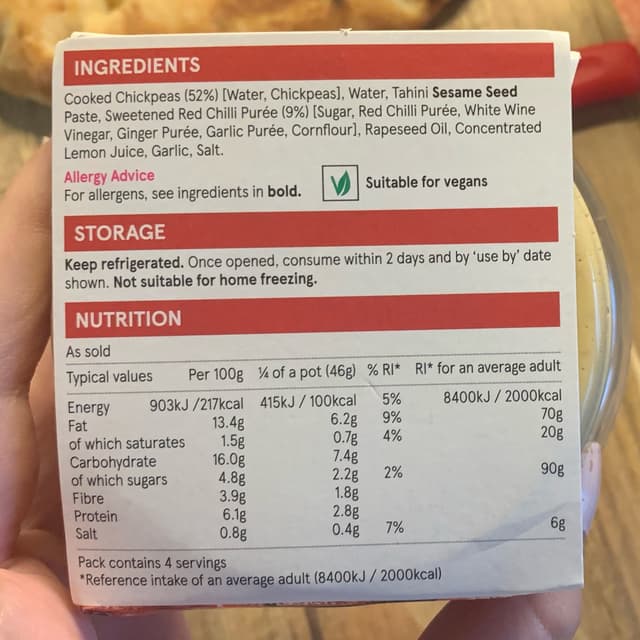 INGREDIENTS
Cooked Chickpeas (52%) [Water, Chickpeas], Water, Tahini Sesame Seed
Paste, Sweetened Red Chilli Purée (9%) [Sugar, Red Chilli Purée, White Wine
Vinegar, Ginger Purée, Garlic Purée, Cornflour], Rapeseed Oil, Concentrated
Lemon Juice, Garlic, Salt.
Allergy Advice
For allergens, see ingredients in bold.
Suitable for vegans
STORAGE
Keep refrigerated. Once opened, consume within 2 days and by 'use by' date
shown. Not suitable for home freezing.
NUTRITION
As sold
Typical values Per 100g ¼ of a pot (46g) % RI* RI* for an average adult
Energy 903kJ /217kcal 415kJ / 100kcal 5% 8400kJ / 2000kcal
Fat 13.4g 6.2g 9% 70g
of which saturates 1.5g 0.7g 4% 20g
Carbohydrate 16.0g 7.4g
of which sugars 4.8g 2.2g 2% 90g
Fibre 3.9g 1.8g
Protein 6.1g 2.8g
Salt 0.8g 0.4g 7% 6g
Pack contains 4 servings
*Reference intake of an average adult (8400kJ / 2000kcal)